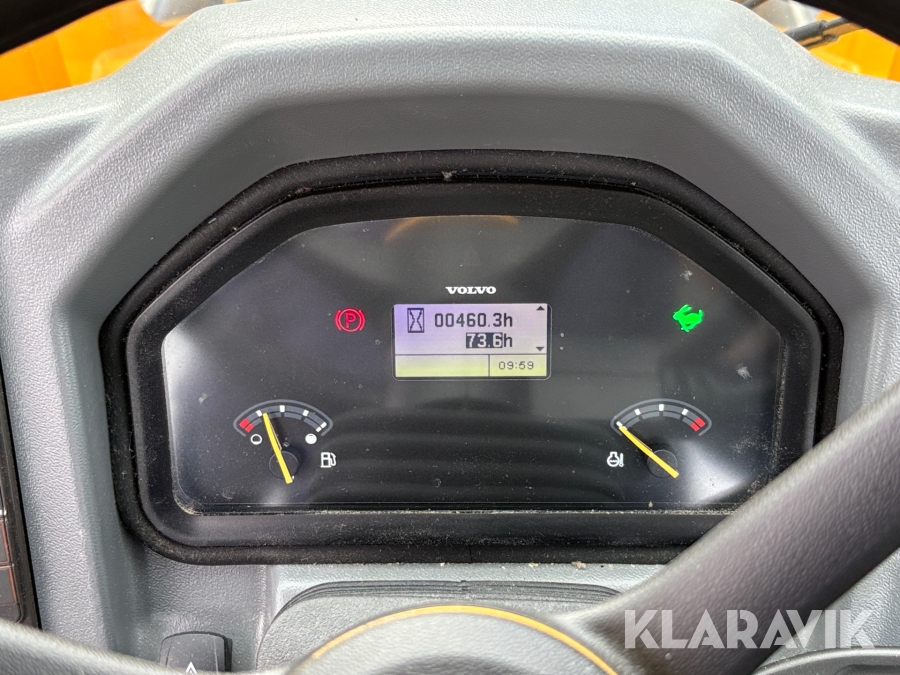 VOLVO
P
00460.3h
73.6h
09:59
KLARAVIK